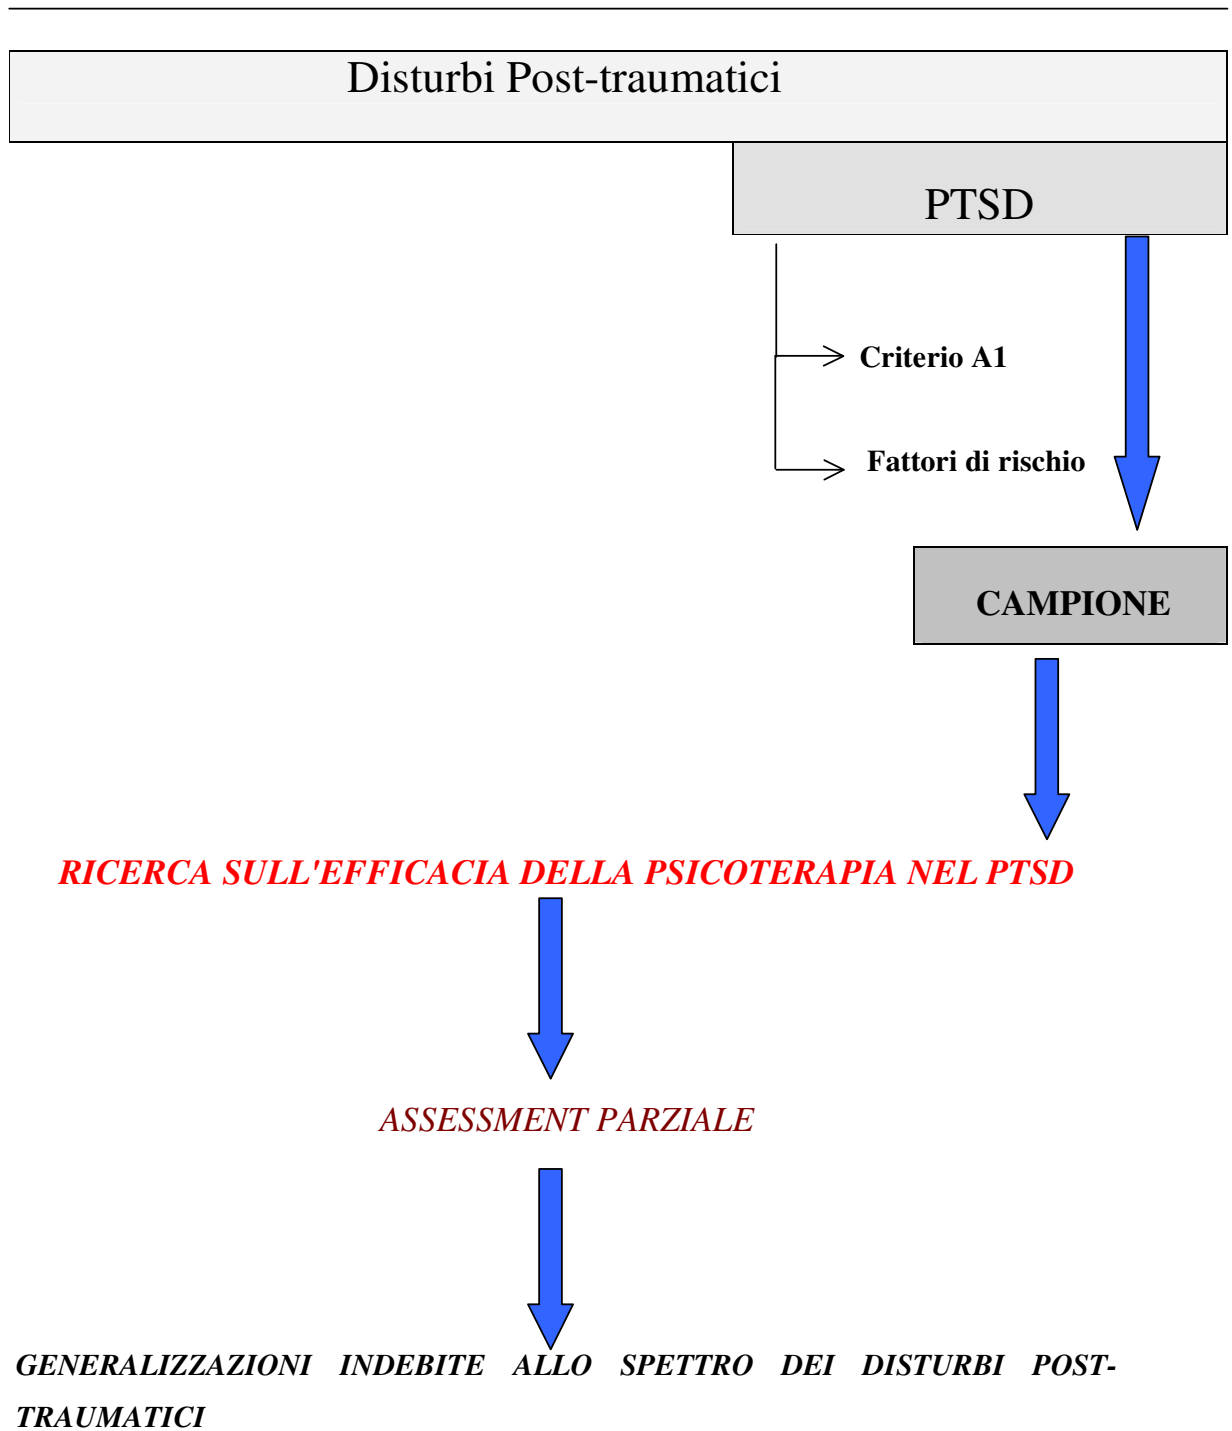 Disturbi Post-traumatici
PTSD
Criterio A1
Fattori di rischio
CAMPIONE
RICERCA SULL'EFFICACIA DELLA PSICOTERAPIA NEL PTSD
ASSESSMENT PARZIALE
GENERALIZZAZIONI INDEBITE ALLO SPETTRO DEI DISTURBI POST-
TRAUMATICI